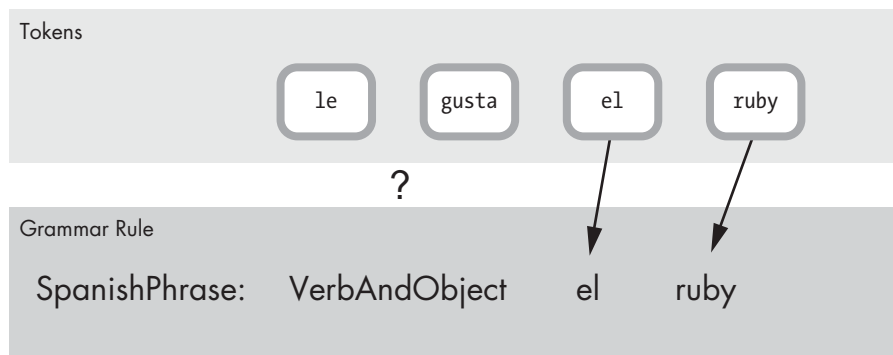 Tokens
le gusta el ruby
?
Grammar Rule
SpanishPhrase: VerbAndObject el ruby